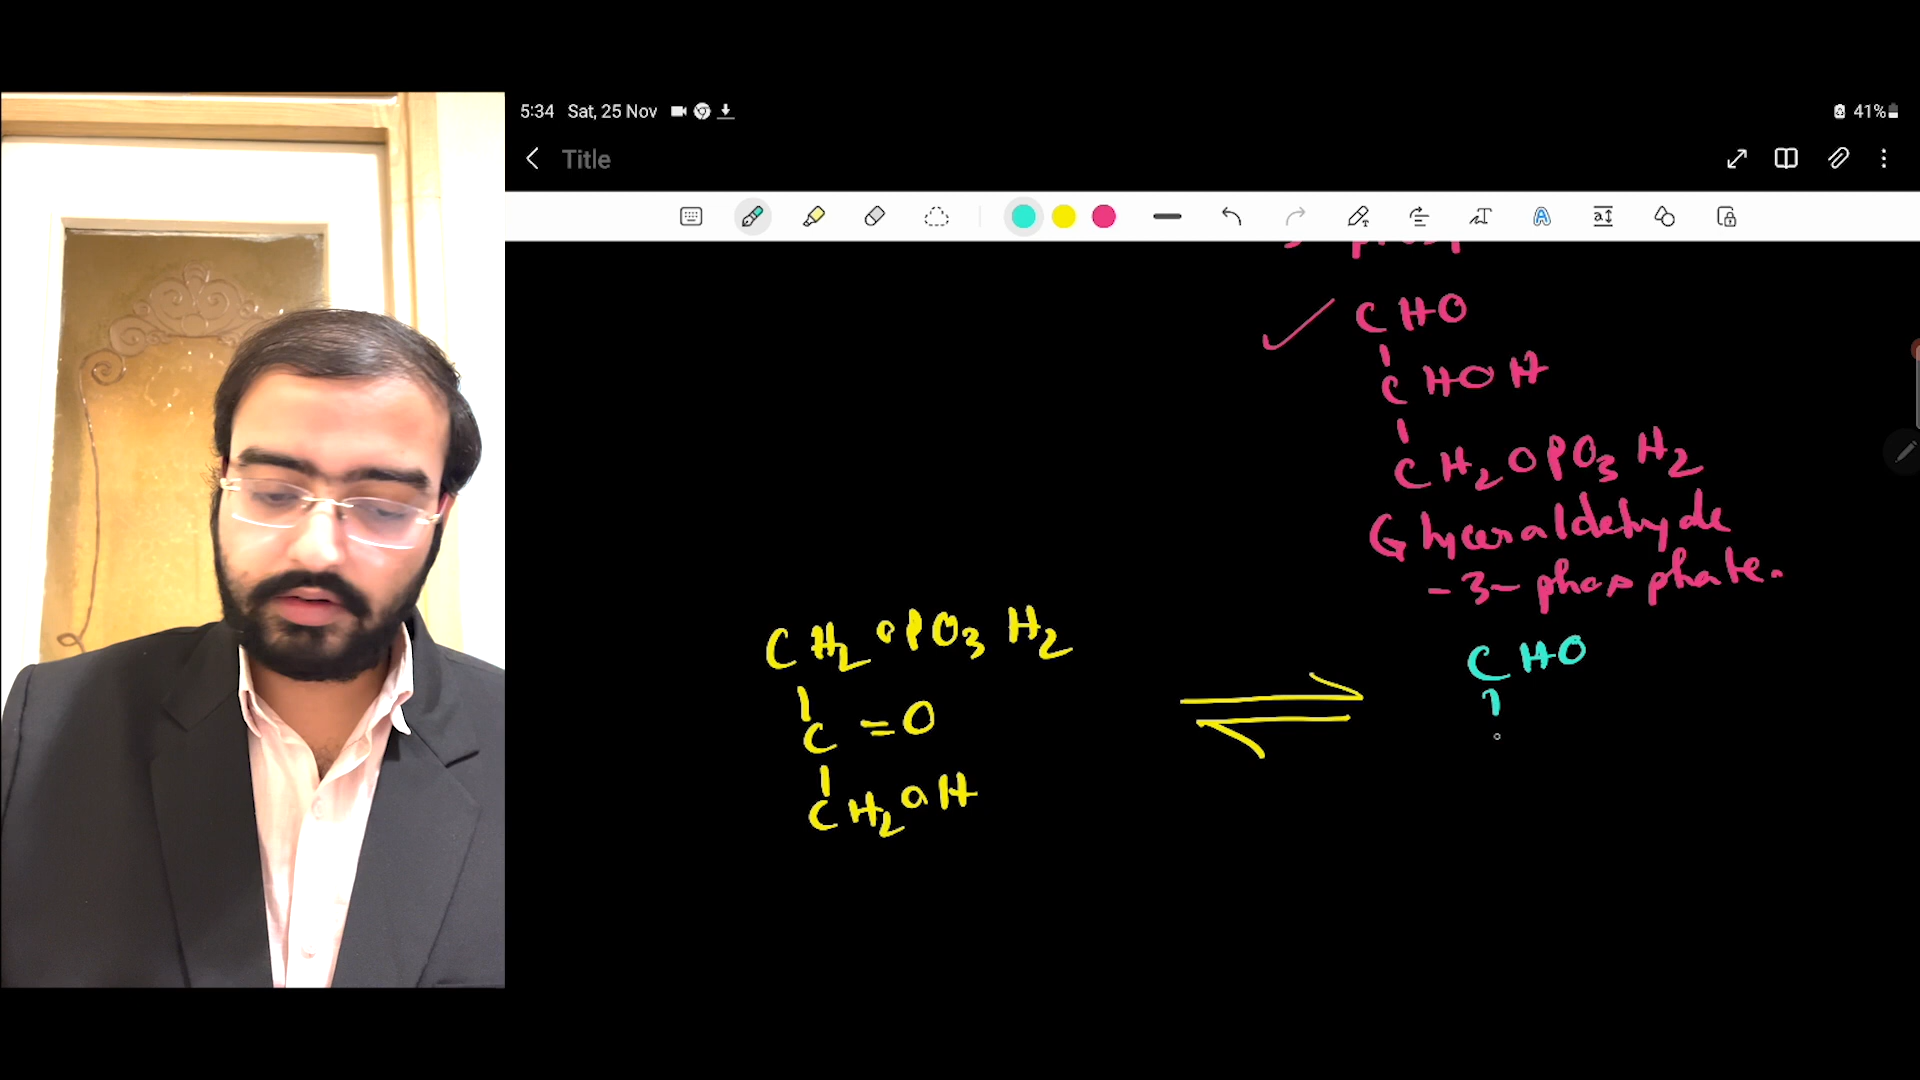 5:34 Sat, 25 Nov 41%
Title
CHO
CHOH
CH₂OPO₃H₂
Glyceraldehyde
-3-phosphate.
CH₂OPO₃H₂
C=O
CH₂OH
CHO